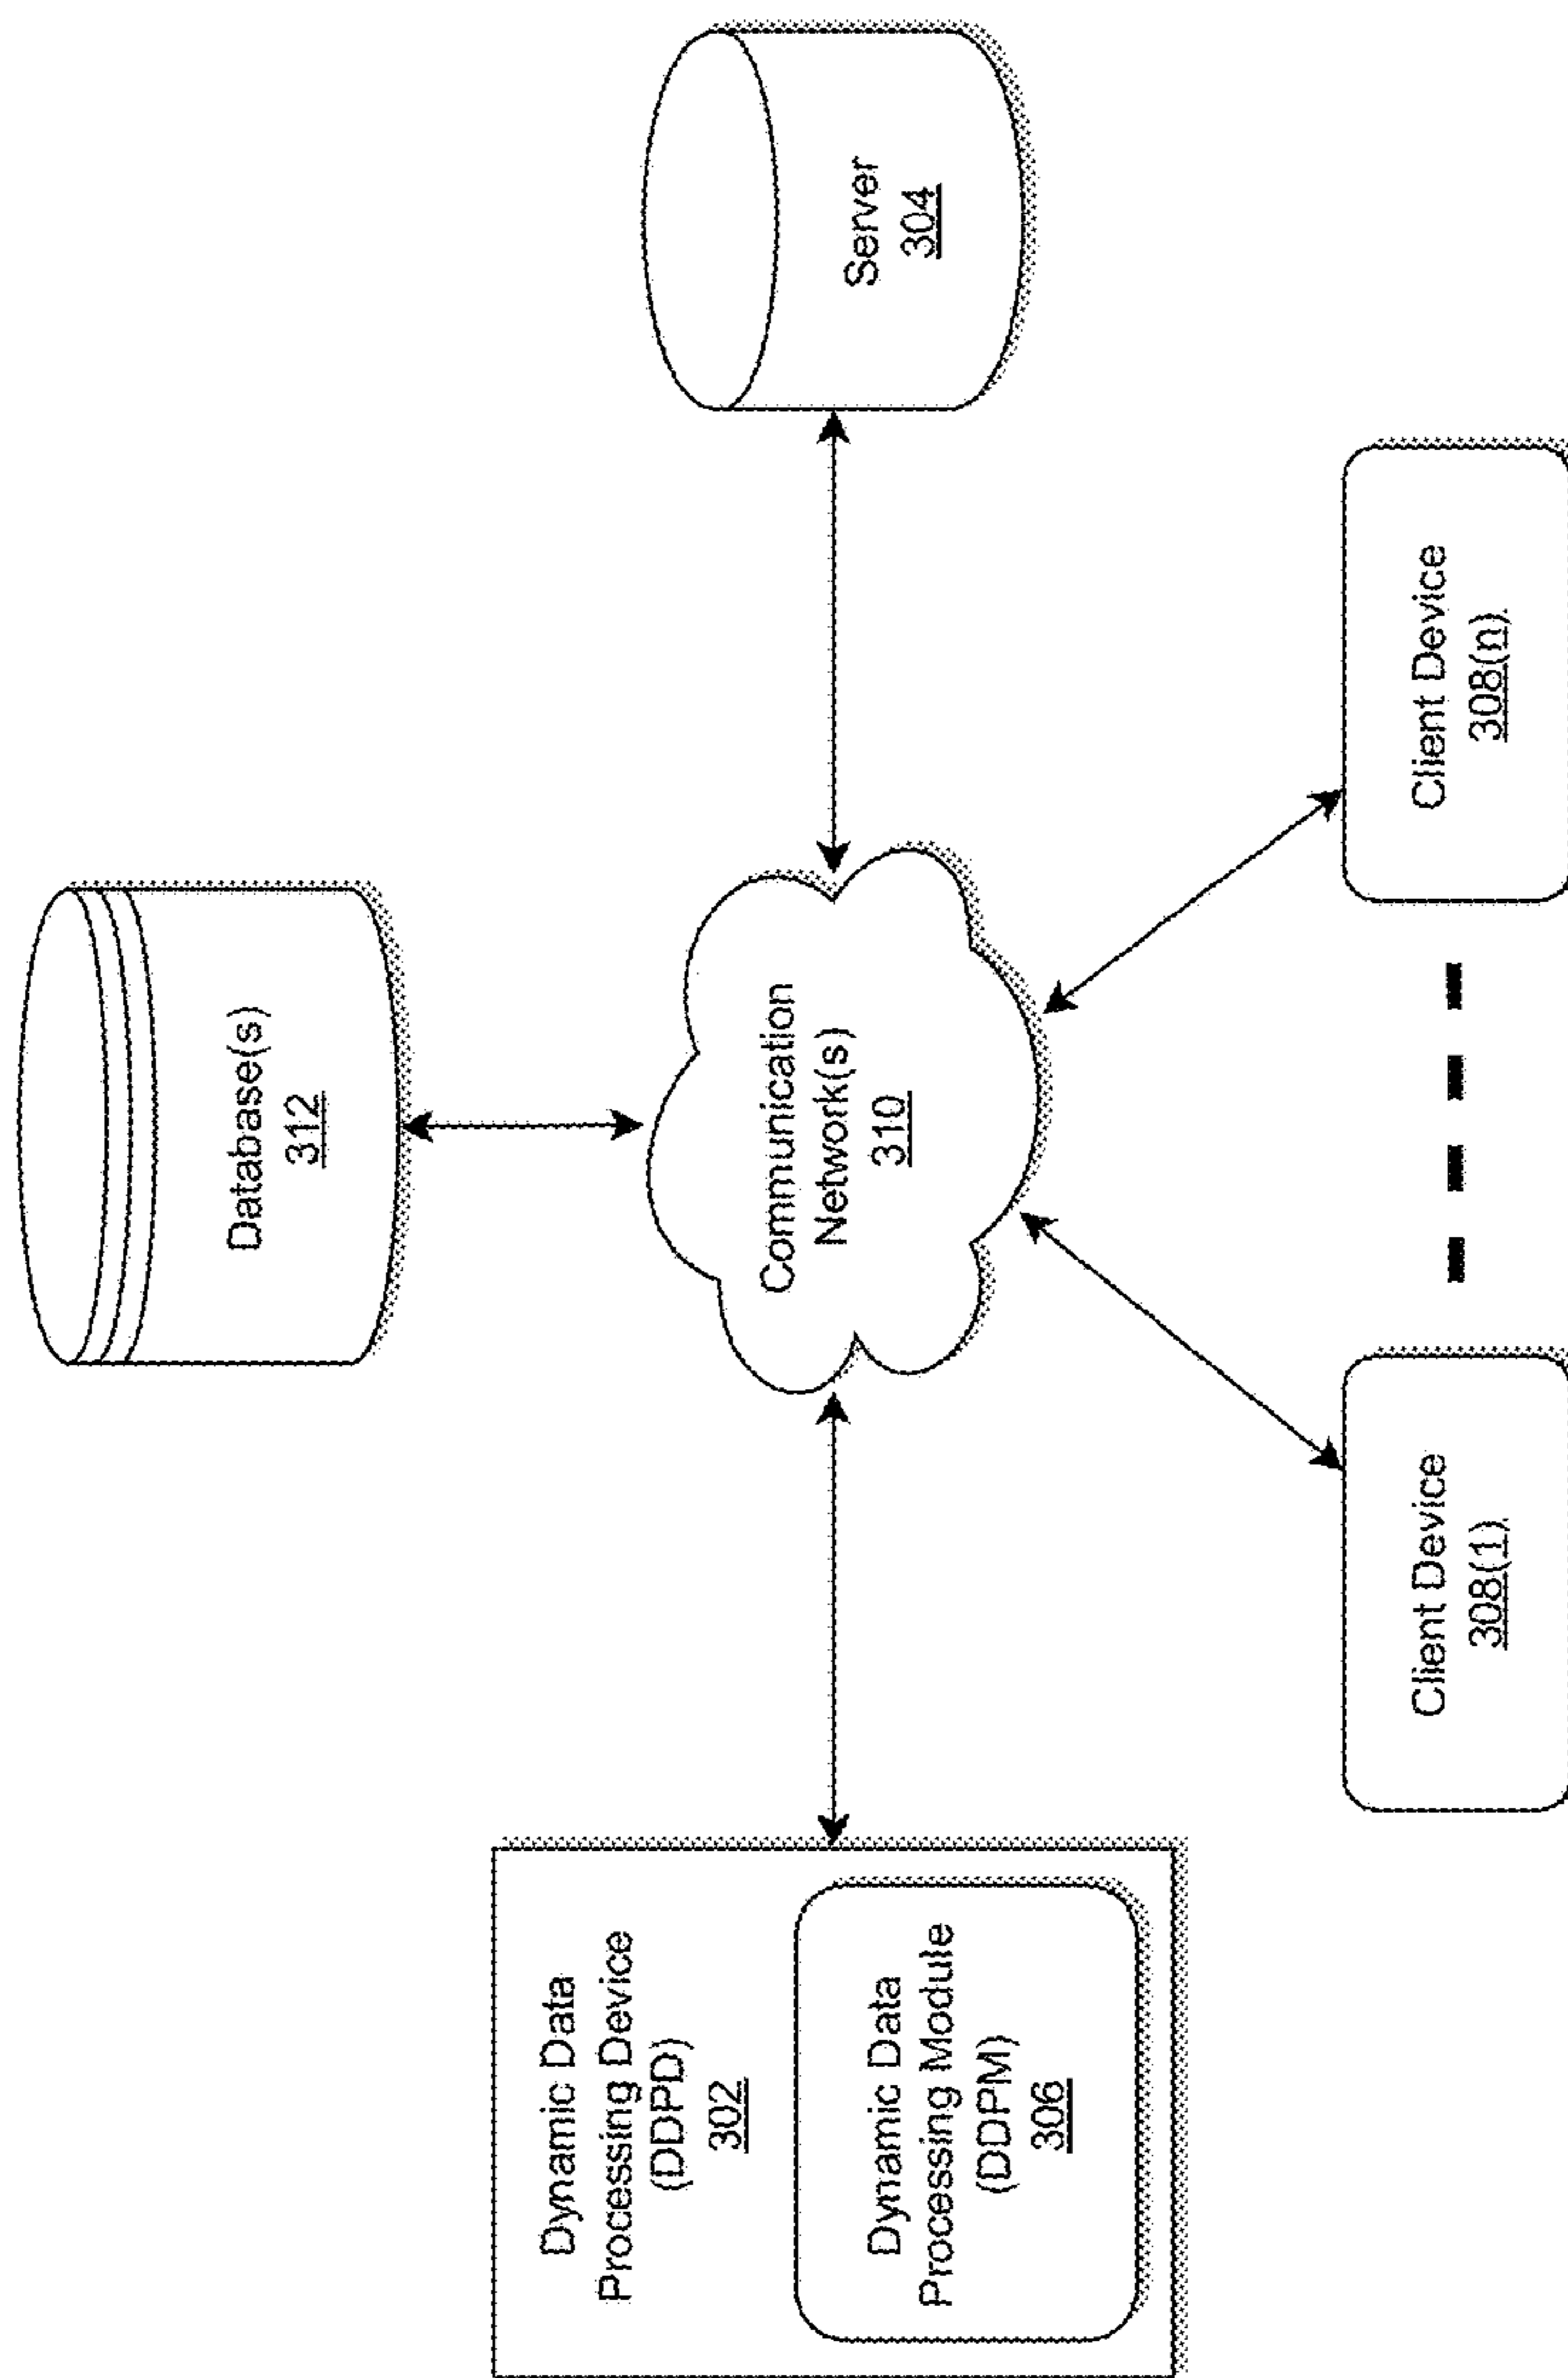 Database(s)
312
Dynamic Data
Processing Device
(DDPD)
302
Dynamic Data
Processing Module
(DDPM)
306
Communication
Network(s)
310
Server
304
Client Device
308(1)
Client Device
308(n)